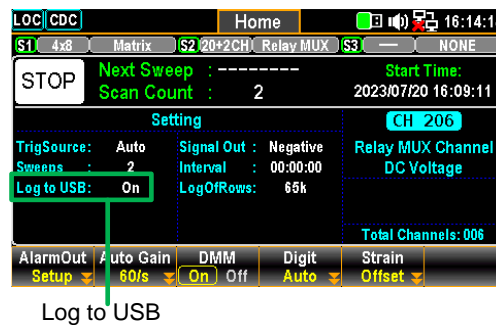 LOC CDC Home 16:14:1
S1 4x8 Matrix S2 20+2CH Relay MUX S3 — NONE
STOP
Next Sweep : -------
Scan Count : 2
Start Time:
2023/07/20 16:09:11
Setting
TrigSource: Auto Signal Out : Negative
Sweeps : 2 Interval : 00:00:00
Log to USB: On LogOfRows: 65k
CH 206
Relay MUX Channel
DC Voltage
Total Channels: 006
AlarmOut Auto Gain DMM Digit Strain
Setup 60/s On Off Auto Offset
Log to USB